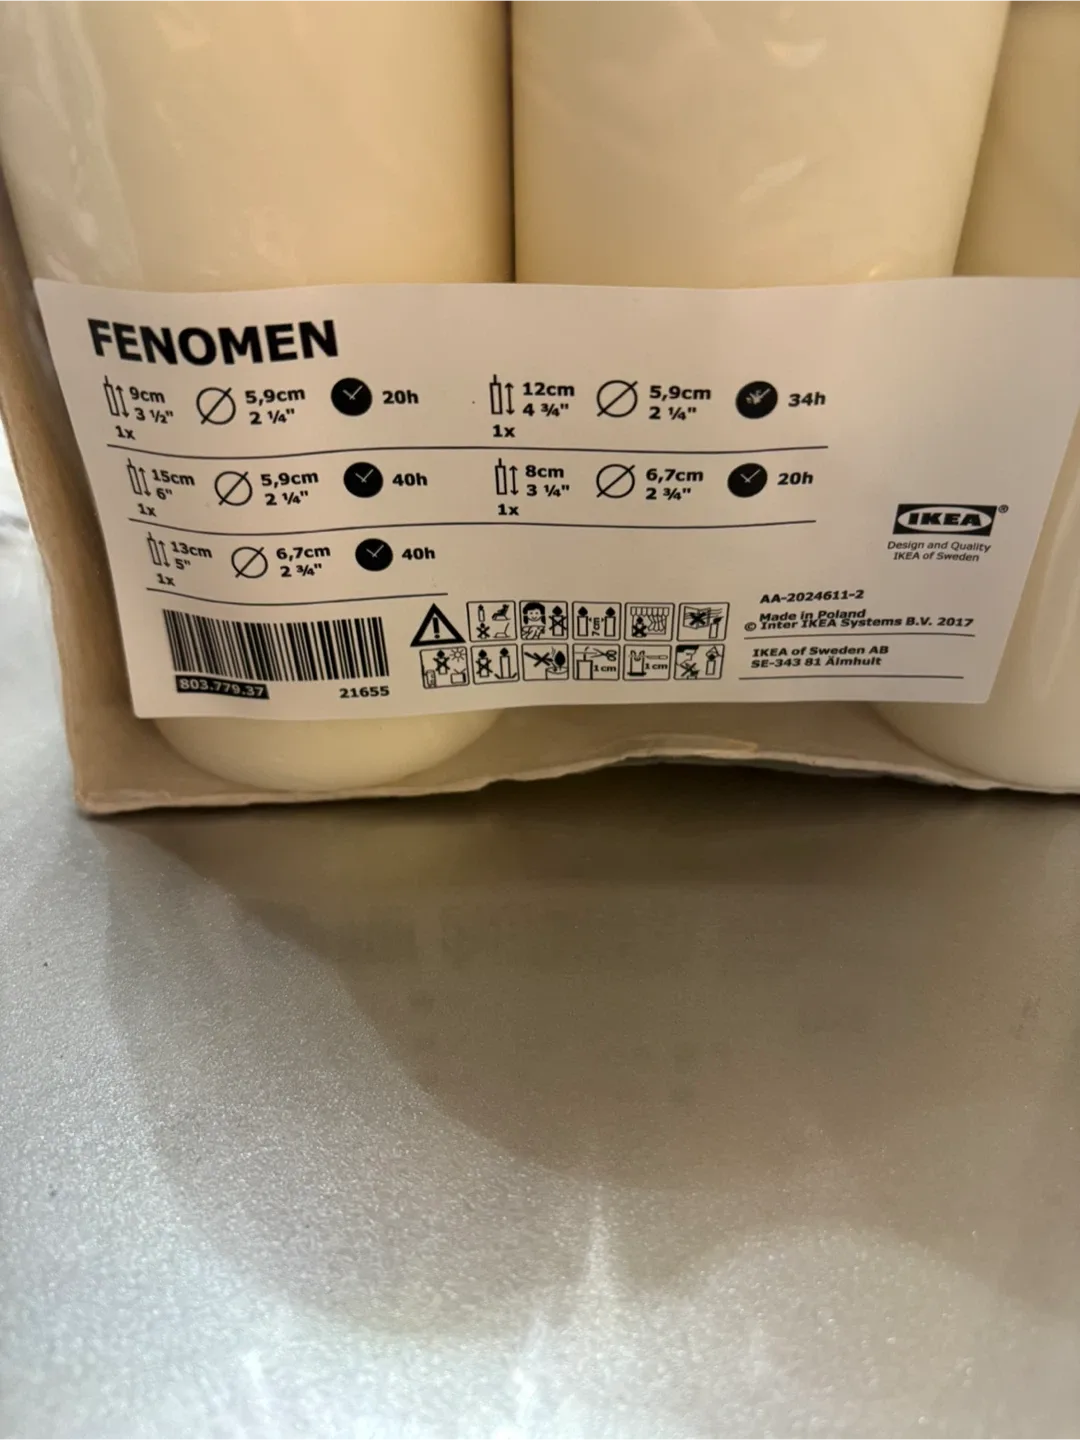 FENOMEN
9cm 5,9cm 20h
3 ½" 2 ¼"
1x
12cm 5,9cm 34h
4 ¾" 2 ¼"
1x
15cm 5,9cm 40h
6" 2 ¼"
1x
8cm 6,7cm 20h
3 ¼" 2 ¾"
1x
13cm 6,7cm 40h
5" 2 ¾"
1x
IKEA®
Design and Quality
IKEA of Sweden
1cm
1cm
803.779.37
21655
AA-2024611-2
Made in Poland
© Inter IKEA Systems B.V. 2017
IKEA of Sweden AB
SE-343 81 Älmhult